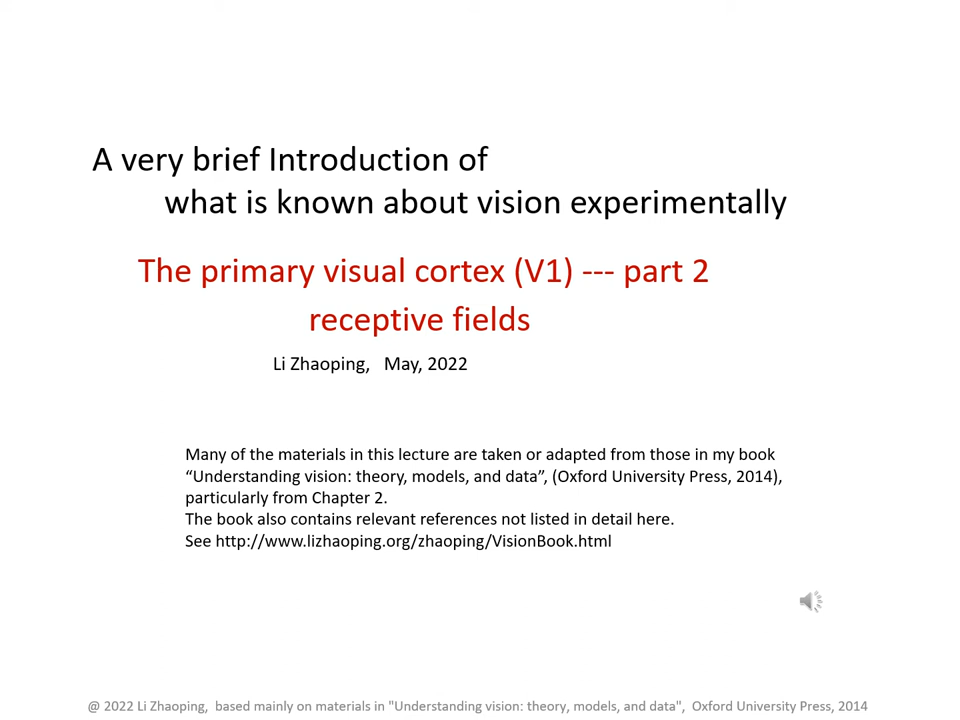 A very brief Introduction of
what is known about vision experimentally
The primary visual cortex (V1) --- part 2
receptive fields
Li Zhaoping,   May, 2022
Many of the materials in this lecture are taken or adapted from those in my book
“Understanding vision: theory, models, and data”, (Oxford University Press, 2014),
particularly from Chapter 2.
The book also contains relevant references not listed in detail here.
See http://www.lizhaoping.org/zhaoping/VisionBook.html
@ 2022 Li Zhaoping,  based mainly on materials in "Understanding vision: theory, models, and data",  Oxford University Press, 2014